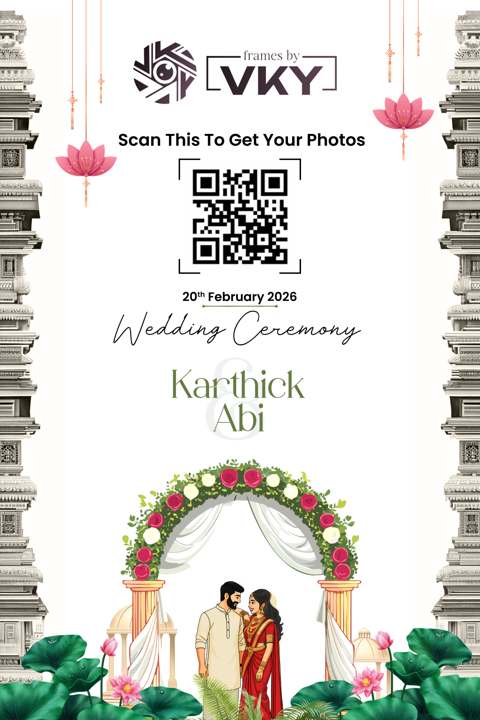 frames by
VKY
Scan This To Get Your Photos
20th February 2026
Wedding Ceremony
Karthick
&
Abi